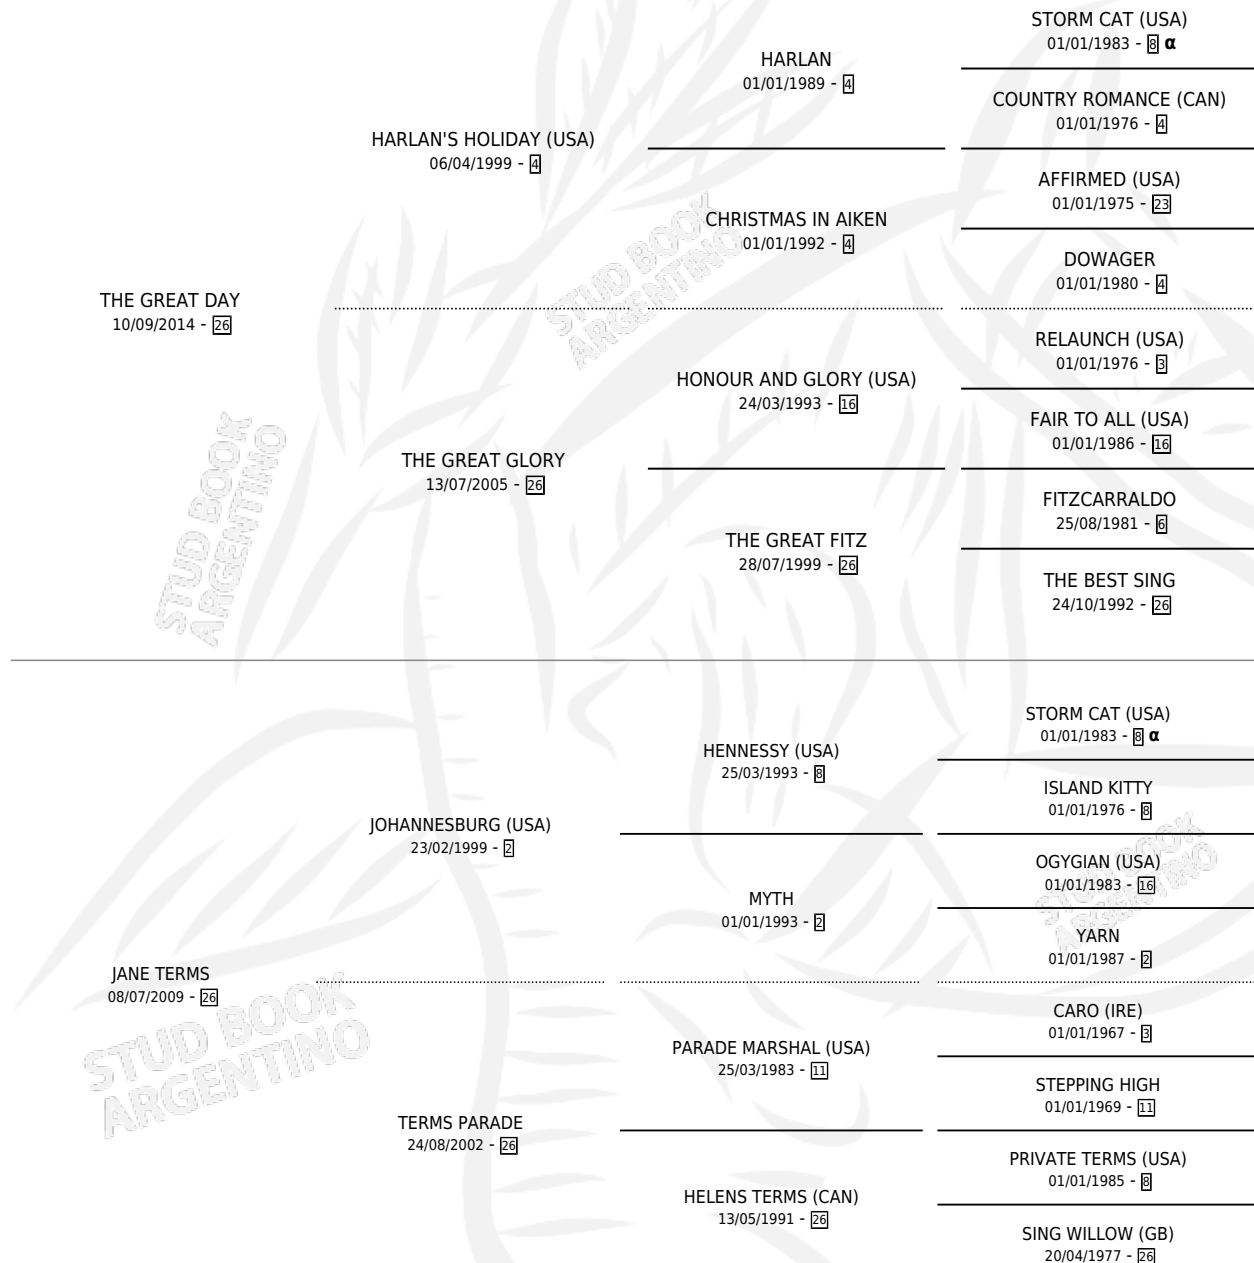 STORM CAT (USA)
01/01/1983 - 8 α
HARLAN
01/01/1989 - 4
COUNTRY ROMANCE (CAN)
01/01/1976 - 4
HARLAN'S HOLIDAY (USA)
06/04/1999 - 4
AFFIRMED (USA)
01/01/1975 - 23
CHRISTMAS IN AIKEN
01/01/1992 - 4
DOWAGER
01/01/1980 - 4
THE GREAT DAY
10/09/2014 - 26
RELAUNCH (USA)
01/01/1976 - 3
HONOUR AND GLORY (USA)
24/03/1993 - 16
FAIR TO ALL (USA)
01/01/1986 - 16
THE GREAT GLORY
13/07/2005 - 26
FITZCARRALDO
25/08/1981 - 6
THE GREAT FITZ
28/07/1999 - 26
THE BEST SING
24/10/1992 - 26
STORM CAT (USA)
01/01/1983 - 8 α
HENNESSY (USA)
25/03/1993 - 8
ISLAND KITTY
01/01/1976 - 8
JOHANNESBURG (USA)
23/02/1999 - 2
OGYGIAN (USA)
01/01/1983 - 16
MYTH
01/01/1993 - 2
YARN
01/01/1987 - 2
JANE TERMS
08/07/2009 - 26
CARO (IRE)
01/01/1967 - 3
PARADE MARSHAL (USA)
25/03/1983 - 11
STEPPING HIGH
01/01/1969 - 11
TERMS PARADE
24/08/2002 - 26
PRIVATE TERMS (USA)
01/01/1985 - 8
HELENS TERMS (CAN)
13/05/1991 - 26
SING WILLOW (GB)
20/04/1977 - 26
STUD BOOK
ARGENTINO
STUD BOOK
ARGENTINO
STUD BOOK
ARGENTINO
STUD BOOK
ARGENTINO